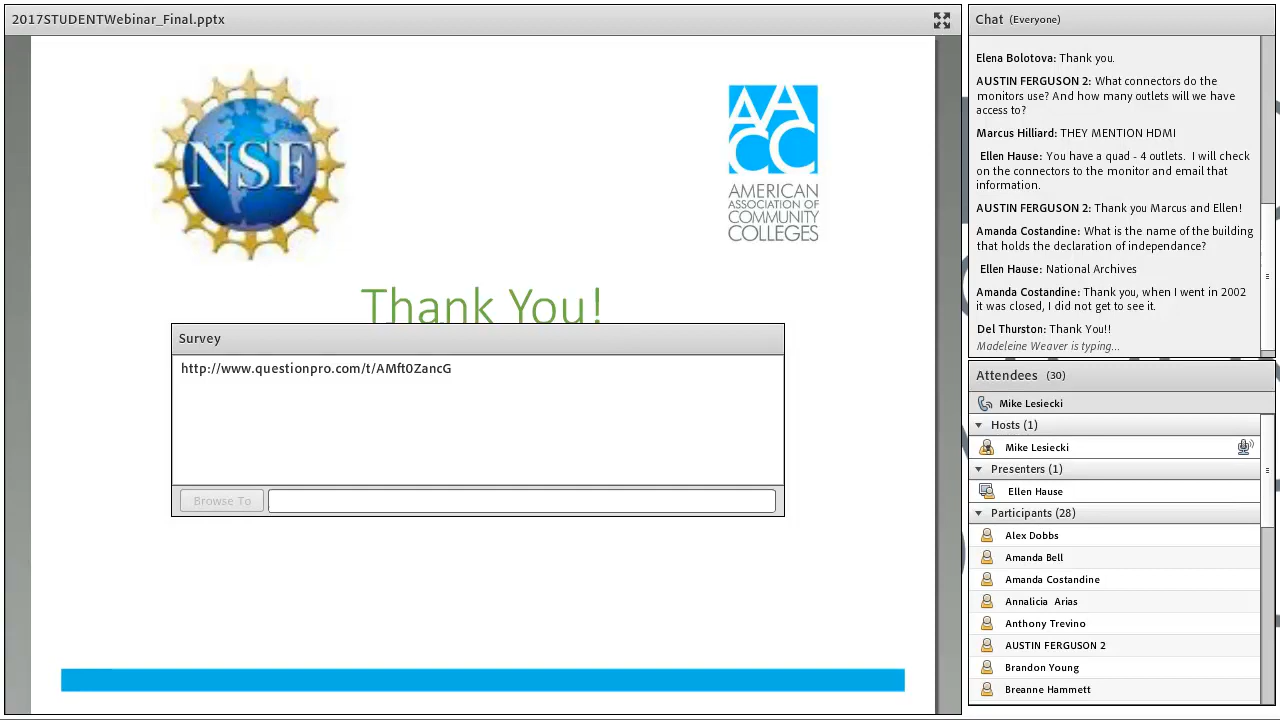 2017STUDENTWebinar_Final.pptx
NSF
AACC
AMERICAN
ASSOCIATION OF
COMMUNITY
COLLEGES
Thank You!
Survey
http://www.questionpro.com/t/AMft0ZancG
Browse To
Chat (Everyone)
Elena Bolotova: Thank you.
AUSTIN FERGUSON 2: What connectors do the
monitors use? And how many outlets will we have
access to?
Marcus Hilliard: THEY MENTION HDMI
Ellen Hause: You have a quad - 4 outlets. I will check
on the connectors to the monitor and email that
information.
AUSTIN FERGUSON 2: Thank you Marcus and Ellen!
Amanda Costandine: What is the name of the building
that holds the declaration of independance?
Ellen Hause: National Archives
Amanda Costandine: Thank you, when I went in 2002
it was closed, I did not get to see it.
Del Thurston: Thank You!!
Madeleine Weaver is typing...
Attendees (30)
Mike Lesiecki
Hosts (1)
Mike Lesiecki
Presenters (1)
Ellen Hause
Participants (28)
Alex Dobbs
Amanda Bell
Amanda Costandine
Annalicia Arias
Anthony Trevino
AUSTIN FERGUSON 2
Brandon Young
Breanne Hammett